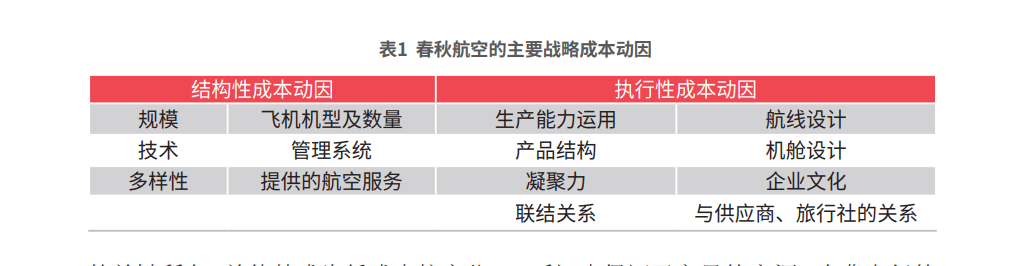 表1 春秋航空的主要战略成本动因
结构性成本动因 执行性成本动因
规模 飞机机型及数量 生产能力运用 航线设计
技术 管理系统 产品结构 机舱设计
多样性 提供的航空服务 凝聚力 企业文化
联结关系 与供应商、旅行社的关系